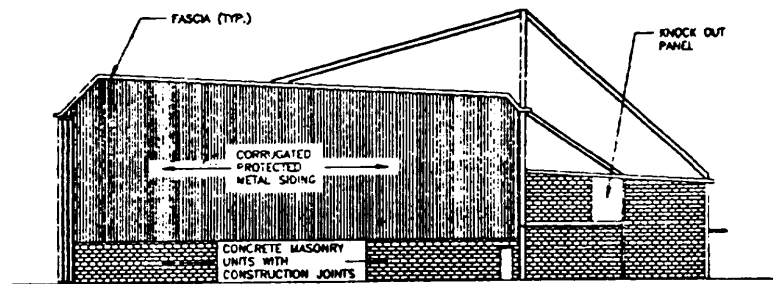 FASCIA (TYP.)
KNOCK OUT
PANEL
CORRUGATED
PROTECTED
METAL SIDING
CONCRETE MASONRY
UNITS WITH
CONSTRUCTION JOINTS